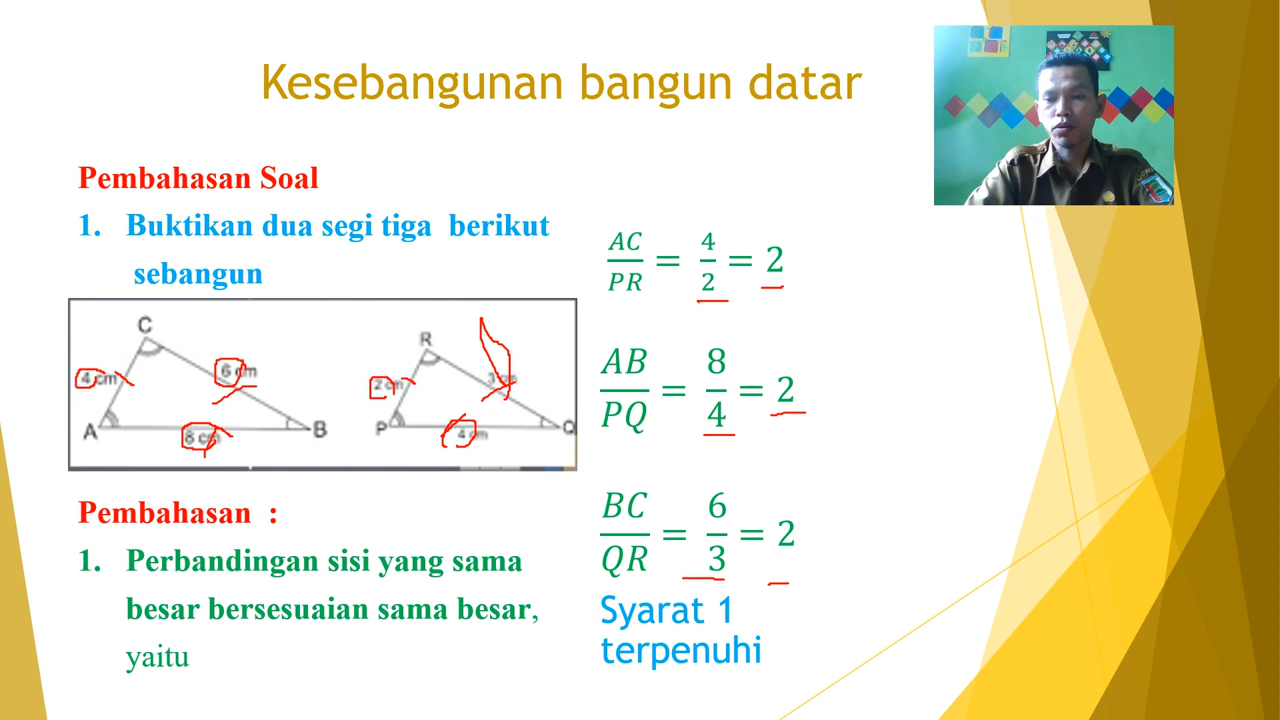 Kesebangunan bangun datar
Pembahasan Soal
1. Buktikan dua segi tiga berikut
sebangun
C
4 cm
6 cm
A
B
8 cm
R
2 cm
P
Q
4 cm
Pembahasan :
1. Perbandingan sisi yang sama
besar bersesuaian sama besar,
yaitu
AC/PR = 4/2 = 2
AB/PQ = 8/4 = 2
BC/QR = 6/3 = 2
Syarat 1
terpenuhi